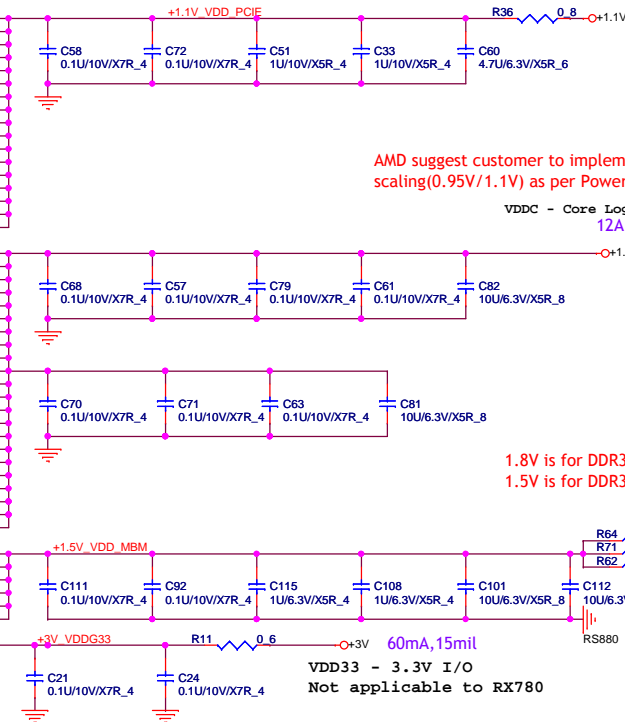 +1.1V_VDD_PCIE
R36 0_8 +1.1V
C58 C72 C51 C33 C60
0.1U/10V/X7R_4 0.1U/10V/X7R_4 1U/10V/X5R_4 1U/10V/X5R_4 4.7U/6.3V/X5R_6
AMD suggest customer to implem
scaling(0.95V/1.1V) as per Power
VDDC - Core Log
12A
+1.
C68 C57 C79 C61 C82
0.1U/10V/X7R_4 0.1U/10V/X7R_4 0.1U/10V/X7R_4 0.1U/10V/X7R_4 10U/6.3V/X5R_8
C70 C71 C63 C81
0.1U/10V/X7R_4 0.1U/10V/X7R_4 0.1U/10V/X7R_4 10U/6.3V/X5R_8
1.8V is for DDR3
1.5V is for DDR3
R64
+1.5V_VDD_MBM R71
R62
C111 C92 C115 C108 C101 C112
0.1U/10V/X7R_4 0.1U/10V/X7R_4 1U/6.3V/X5R_4 1U/6.3V/X5R_4 10U/6.3V/X5R_8 10U/6.3V
RS880
+3V_VDDG33 R11 0_6 +3V 60mA,15mil
VDD33 - 3.3V I/O
Not applicable to RX780
C21 C24
0.1U/10V/X7R_4 0.1U/10V/X7R_4